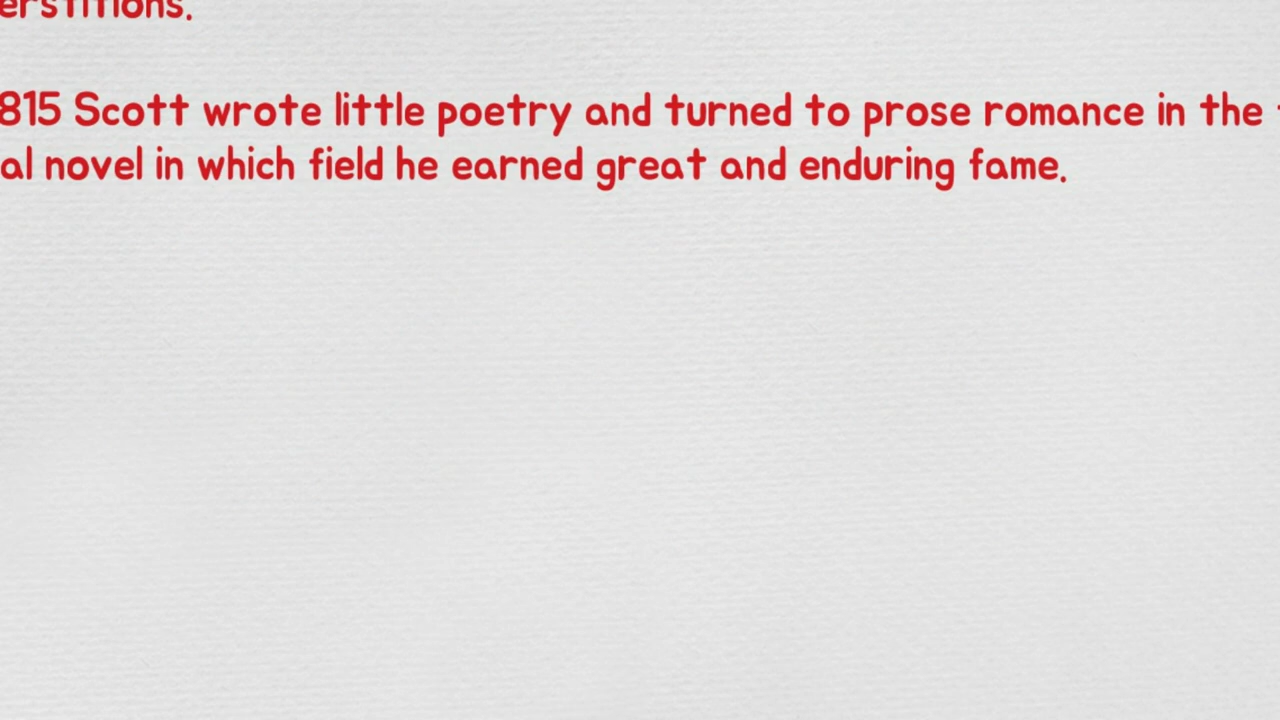 erstitions.
815 Scott wrote little poetry and turned to prose romance in the
al novel in which field he earned great and enduring fame.